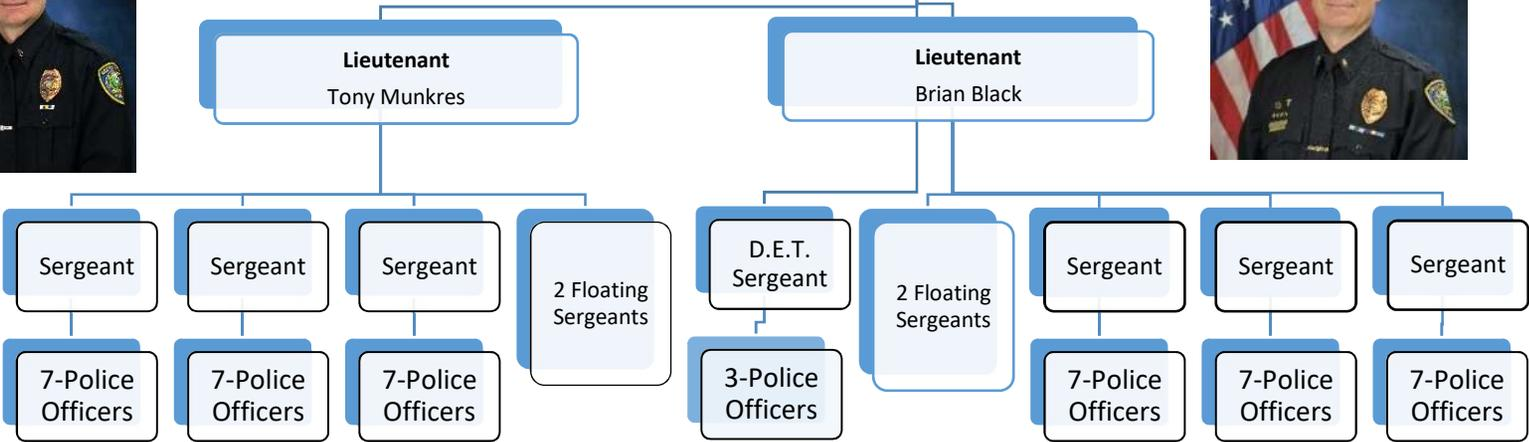 Lieutenant
Tony Munkres
Lieutenant
Brian Black
Sergeant
Sergeant
Sergeant
2 Floating
Sergeants
D.E.T.
Sergeant
2 Floating
Sergeants
Sergeant
Sergeant
Sergeant
7-Police
Officers
7-Police
Officers
7-Police
Officers
3-Police
Officers
7-Police
Officers
7-Police
Officers
7-Police
Officers